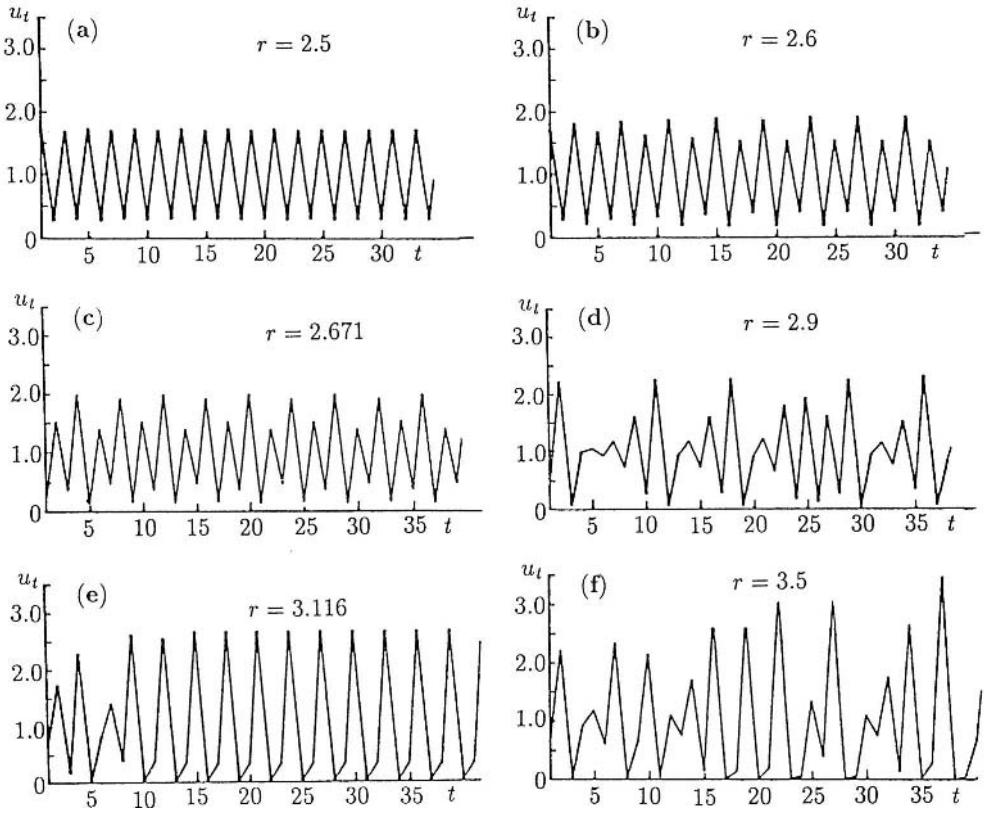 u_t (a) r = 2.5
3.0
2.0
1.0
0
5 10 15 20 25 30 t
(b) r = 2.6
3.0
2.0
1.0
0
5 10 15 20 25 30 t
u_t (c) r = 2.671
3.0
2.0
1.0
0
5 10 15 20 25 30 35 t
u_t (d) r = 2.9
3.0
2.0
1.0
0
5 10 15 20 25 30 35 t
u_t (e) r = 3.116
3.0
2.0
1.0
0
5 10 15 20 25 30 35 t
u_t (f) r = 3.5
3.0
2.0
1.0
0
5 10 15 20 25 30 35 t